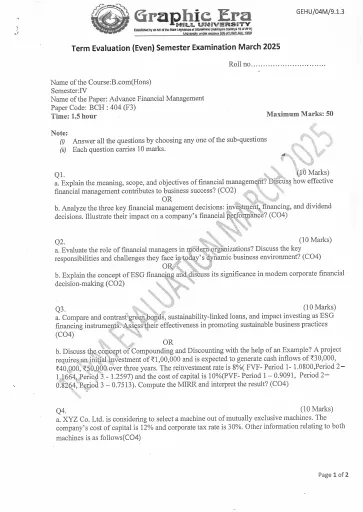 GEHU/04M/9.1.3
Graphic Era
HILL UNIVERSITY
Term Evaluation (Even) Semester Examination March 2025
Roll no..............................
Name of the Course:B.com(Hons)
Semester:IV
Name of the Paper: Advance Financial Management
Paper Code: BCH : 404 (F3)
Time: 1.5 hour Maximum Marks: 50
Note:
(i) Answer all the questions by choosing any one of the sub-questions
(ii) Each question carries 10 marks.
Q1. (10 Marks)
a. Explain the meaning, scope, and objectives of financial management? Discuss how effective
financial management contributes to business success? (CO2)
OR
b. Analyze the three key financial management decisions: investment, financing, and dividend
decisions. Illustrate their impact on a company's financial performance? (CO4)
Q2. (10 Marks)
a. Evaluate the role of financial managers in modern organizations? Discuss the key
responsibilities and challenges they face in today's dynamic business environment? (CO4)
OR
b. Explain the concept of ESG financing and discuss its significance in modern corporate financial
decision-making (CO2)
Q3. (10 Marks)
a. Compare and contrast green bonds, sustainability-linked loans, and impact investing as ESG
financing instruments. Assess their effectiveness in promoting sustainable business practices
(CO4)
OR
b. Discuss the concept of Compounding and Discounting with the help of an Example? A project
requires an initial investment of ₹1,00,000 and is expected to generate cash inflows of ₹30,000,
₹40,000, ₹50,000 over three years. The reinvestment rate is 8%( FVF- Period 1- 1.0800,Period 2–
1.1664, Period 3 - 1.2597) and the cost of capital is 10%(PVF- Period 1 – 0.9091, Period 2–
0.8264, Period 3 – 0.7513). Compute the MIRR and interpret the result? (CO4)
Q4. (10 Marks)
a. XYZ Co. Ltd. is considering to select a machine out of mutually exclusive machines. The
company's cost of capital is 12% and corporate tax rate is 30%. Other information relating to both
machines is as follows(CO4)
Page 1 of 2
TERM EVALUATION MARCH 2025